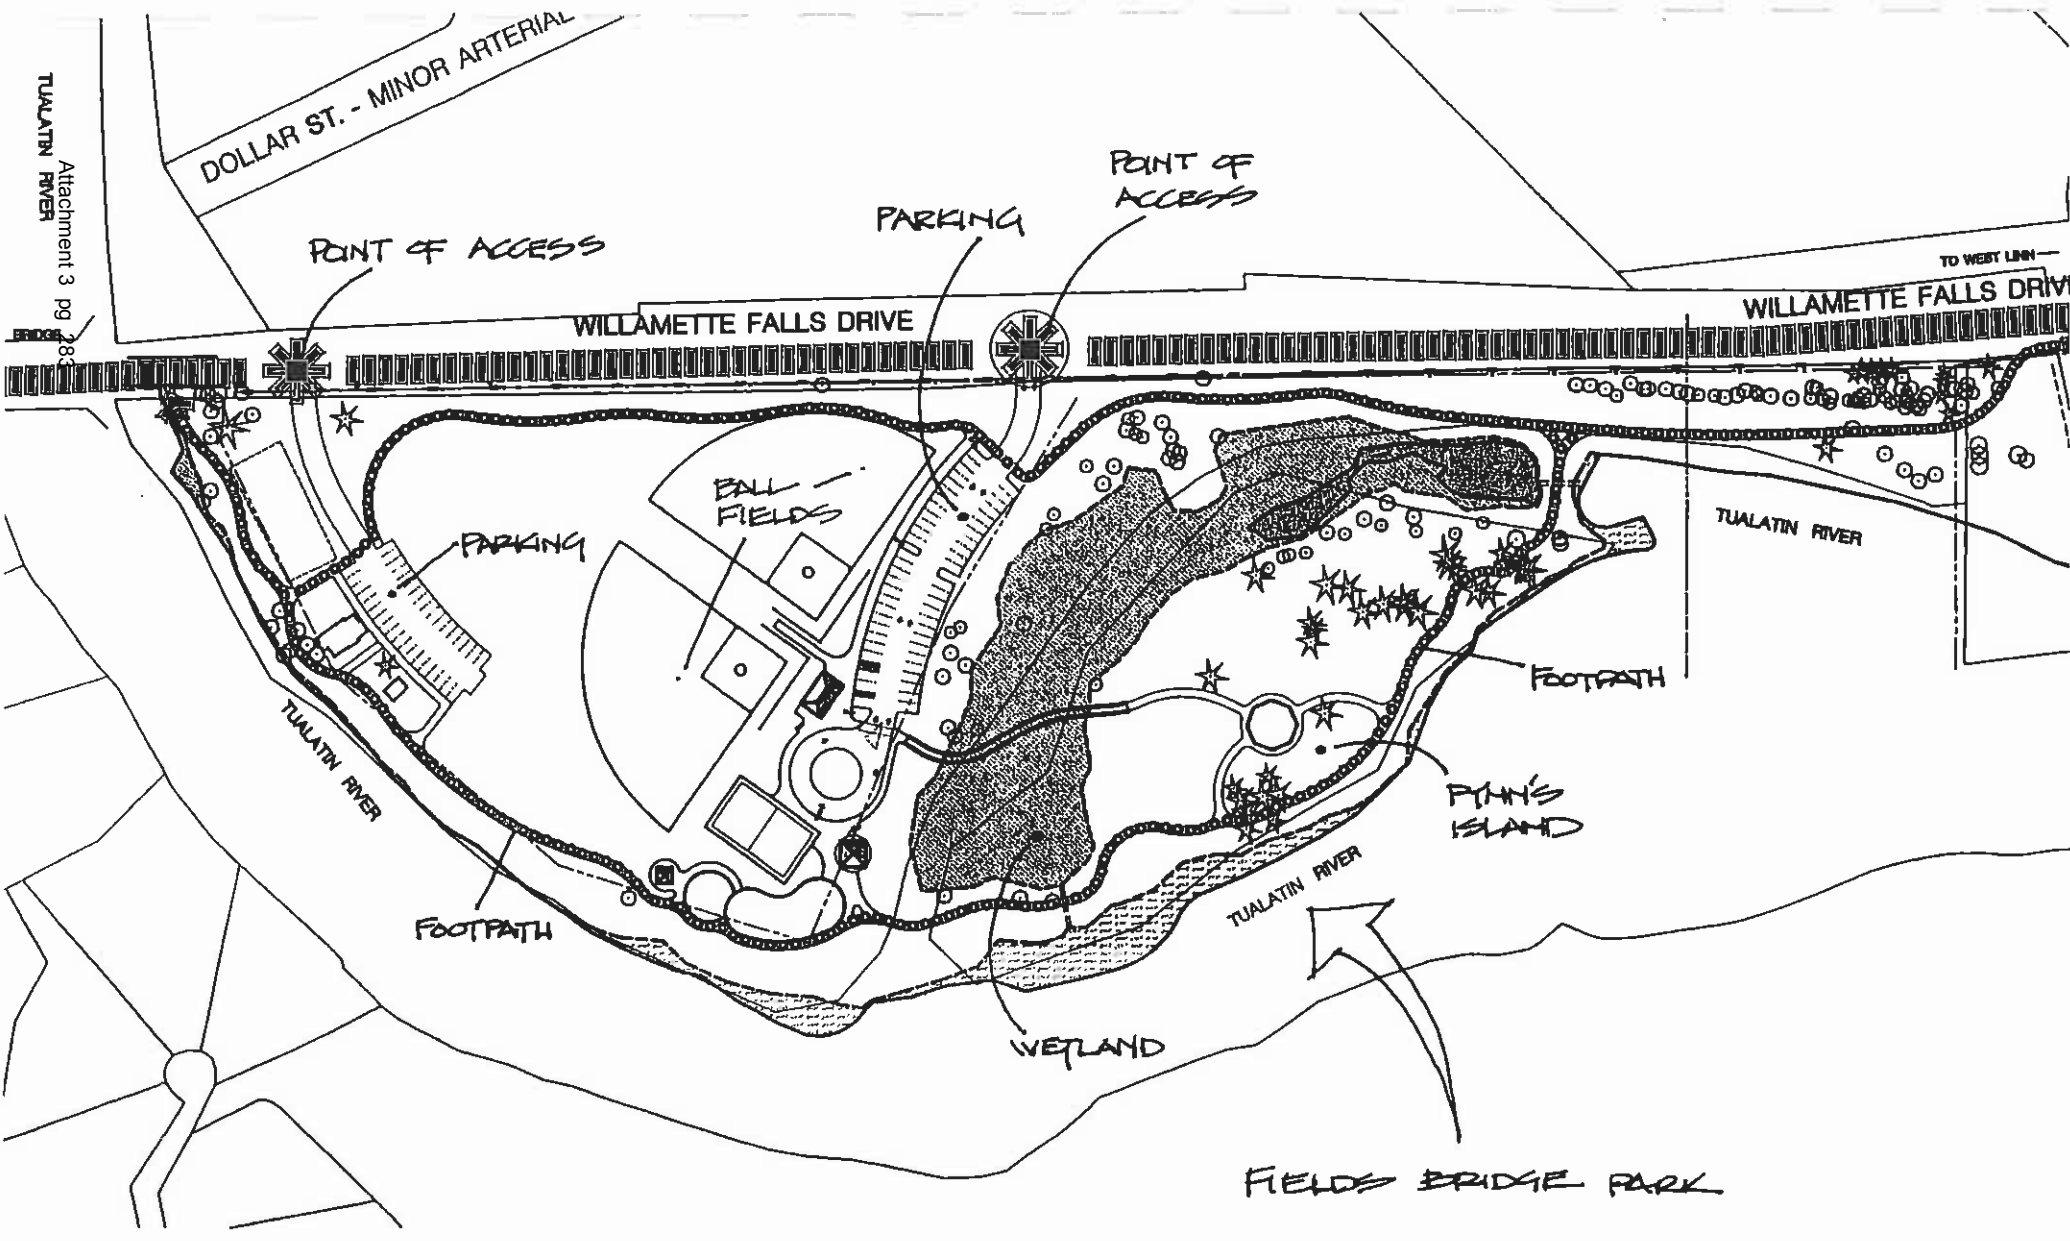 DOLLAR ST. - MINOR ARTERIAL
TUALATIN RIVER
Attachment 3 pg 283
POINT OF ACCESS
PARKING
POINT OF
ACCESS
TO WEST LINN
WILLAMETTE FALLS DRIVE
WILLAMETTE FALLS DRIVE
BRIDGE
BALL
FIELDS
PARKING
TUALATIN RIVER
FOOTPATH
TUALATIN RIVER
PYNN'S
ISLAND
TUALATIN RIVER
FOOTPATH
WETLAND
FIELDS BRIDGE PARK